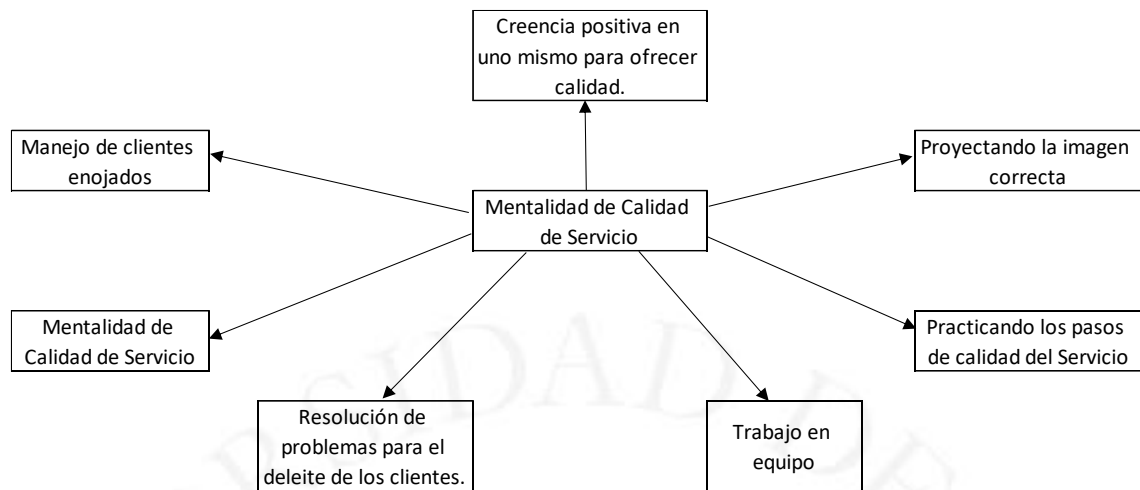 Creencia positiva en
uno mismo para ofrecer
calidad.
Manejo de clientes
enojados
Proyectando la imagen
correcta
Mentalidad de Calidad
de Servicio
Mentalidad de
Calidad de Servicio
Practicando los pasos
de calidad del Servicio
Resolución de
problemas para el
deleite de los clientes.
Trabajo en
equipo
ERSIDAD DE